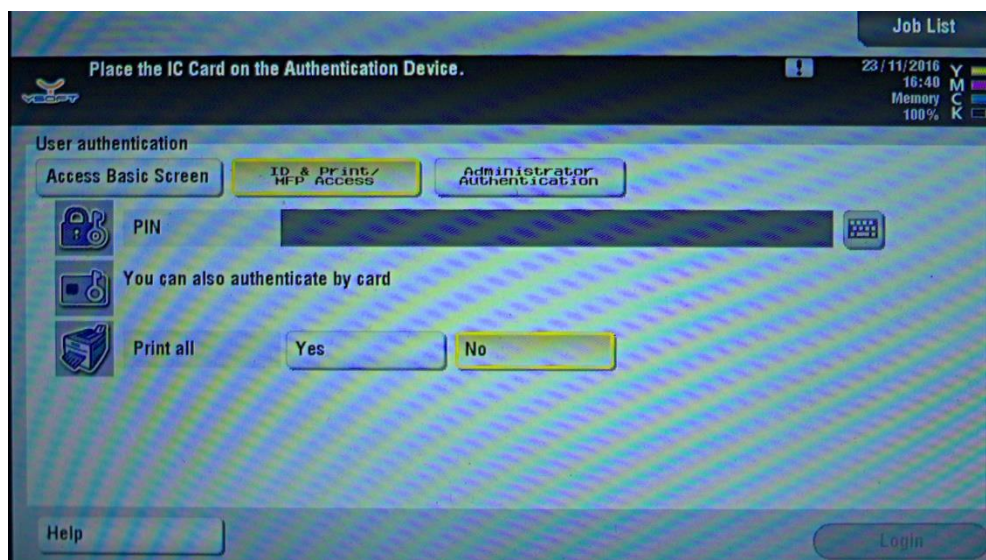 Job List
Place the IC Card on the Authentication Device.
23/11/2016
16:40
Memory
100%
Y
M
C
K
YSOFT
User authentication
Access Basic Screen
ID & Print/
MFP Access
Administrator
Authentication
PIN
You can also authenticate by card
Print all
Yes
No
Help
Login